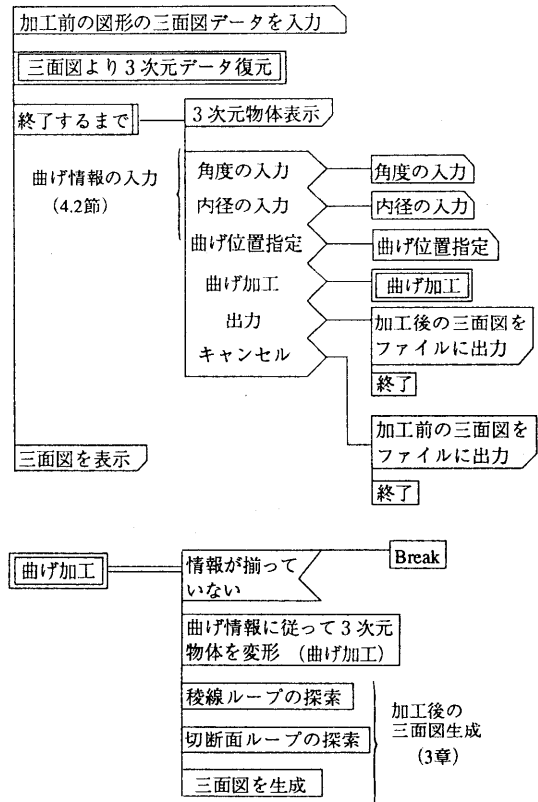 加工前の図形の三面図データを入力
三面図より3次元データ復元
終了するまで
3次元物体表示
曲げ情報の入力
(4.2節)
角度の入力
角度の入力
内径の入力
内径の入力
曲げ位置指定
曲げ位置指定
曲げ加工
曲げ加工
出力
加工後の三面図を
ファイルに出力
終了
キャンセル
加工前の三面図を
ファイルに出力
終了
三面図を表示
曲げ加工
情報が揃って
いない
Break
曲げ情報に従って3次元
物体を変形 (曲げ加工)
稜線ループの探索
切断面ループの探索
三面図を生成
加工後の
三面図生成
(3章)